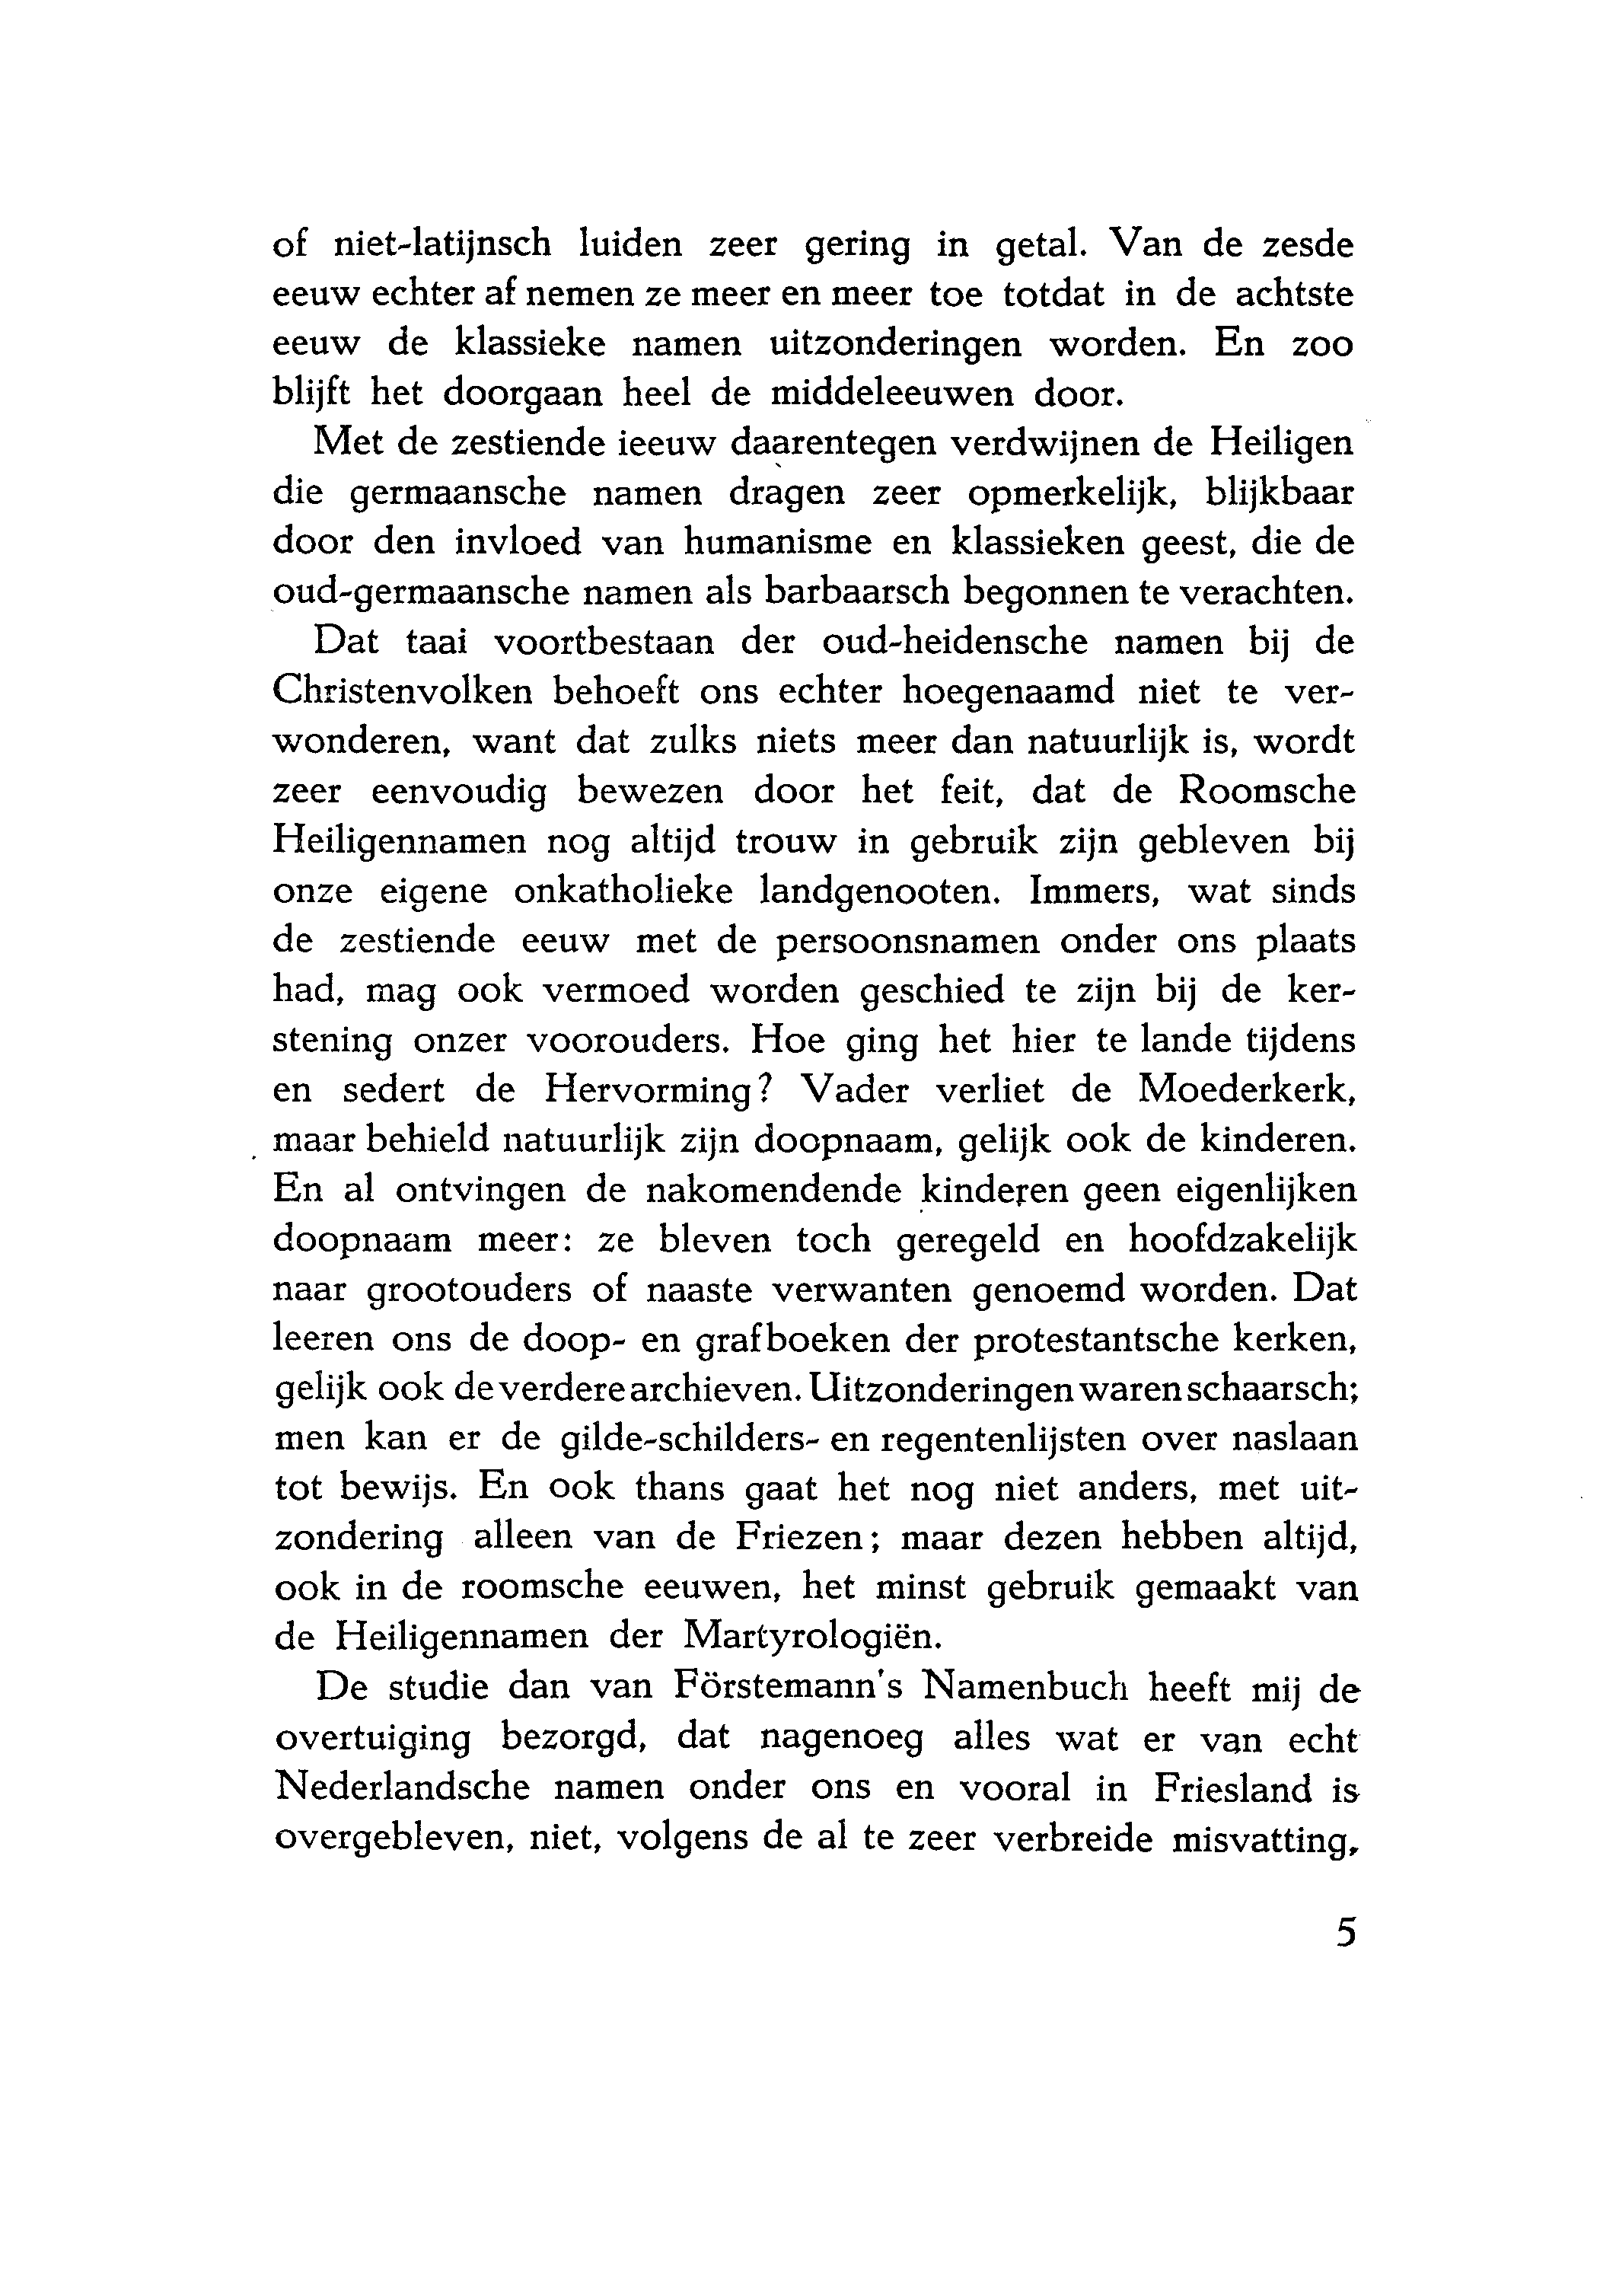 of niet-latijnsch luiden zeer gering in getal. Van de zesde
eeuw echter af nemen ze meer en meer toe totdat in de achtste
eeuw de klassieke namen uitzonderingen worden. En zoo
blijft het doorgaan heel de middeleeuwen door.
Met de zestiende ieeuw daarentegen verdwijnen de Heiligen
die germaansche namen dragen zeer opmerkelijk, blijkbaar
door den invloed van humanisme en klassieken geest, die de
oud-germaansche namen als barbaarsch begonnen te verachten.
Dat taai voortbestaan der oud-heidensche namen bij de
Christenvolken behoeft ons echter hoegenaamd niet te ver-
wonderen, want dat zulks niets meer dan natuurlijk is, wordt
zeer eenvoudig bewezen door het feit, dat de Roomsche
Heiligennamen nog altijd trouw in gebruik zijn gebleven bij
onze eigene onkatholieke landgenooten. Immers, wat sinds
de zestiende eeuw met de persoonsnamen onder ons plaats
had, mag ook vermoed worden geschied te zijn bij de ker-
stening onzer voorouders. Hoe ging het hier te lande tijdens
en sedert de Hervorming? Vader verliet de Moederkerk,
maar behield natuurlijk zijn doopnaam, gelijk ook de kinderen.
En al ontvingen de nakomendende kinderen geen eigenlijken
doopnaam meer: ze bleven toch geregeld en hoofdzakelijk
naar grootouders of naaste verwanten genoemd worden. Dat
leeren ons de doop- en grafboeken der protestantsche kerken,
gelijk ook de verdere archieven. Uitzonderingen waren schaarsch;
men kan er de gilde-schilders- en regentenlijsten over naslaan
tot bewijs. En ook thans gaat het nog niet anders, met uit-
zondering alleen van de Friezen; maar dezen hebben altijd,
ook in de roomsche eeuwen, het minst gebruik gemaakt van
de Heiligennamen der Martyrologiën.
De studie dan van Förstemann's Namenbuch heeft mij de
overtuiging bezorgd, dat nagenoeg alles wat er van echt
Nederlandsche namen onder ons en vooral in Friesland is
overgebleven, niet, volgens de al te zeer verbreide misvatting,
5